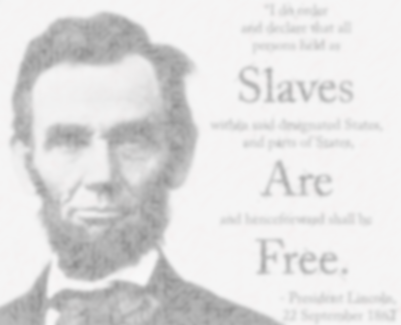 "I do order
and declare that all
persons held as
Slaves
within said designated States,
and parts of States,
Are
and henceforward shall be
Free.
- President Lincoln,
22 September 1862